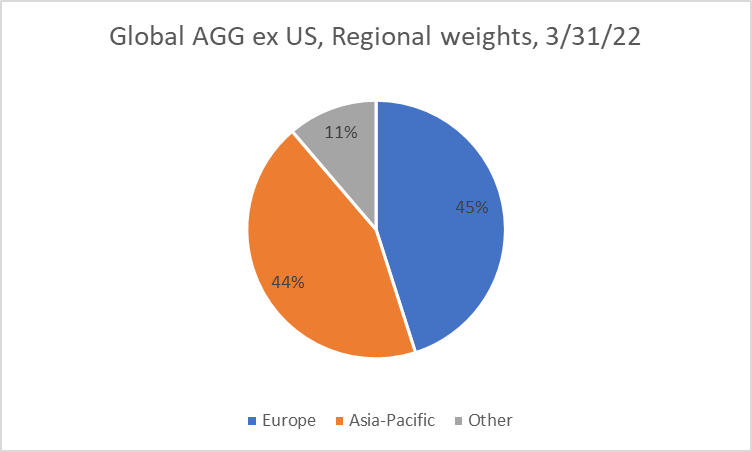 Global AGG ex US, Regional weights, 3/31/22
11%
45%
44%
Europe Asia-Pacific Other